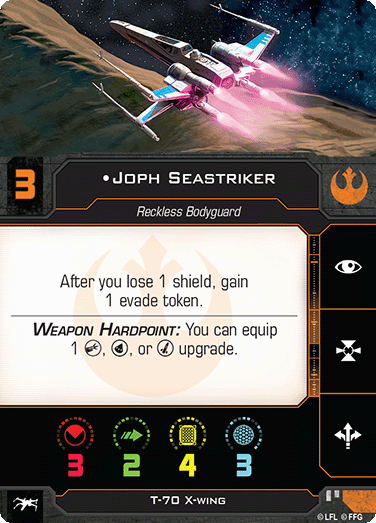 3
•Joph Seastriker
Reckless Bodyguard
After you lose 1 shield, gain
1 evade token.
Weapon Hardpoint: You can equip
1 , , or upgrade.
3 2 4 3
T-70 X-wing
© LFL © FFG